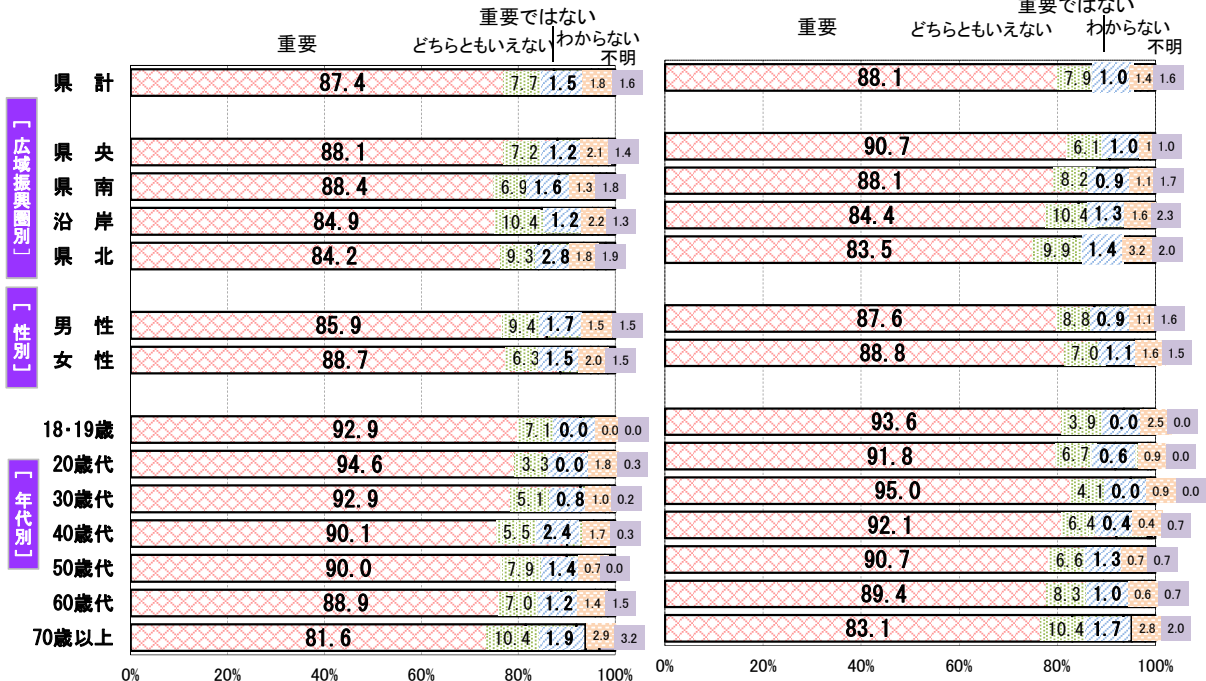 重要ではない
重要 どちらともいえない わからない
不明
県 計 87.4 7.7 1.5 1.8 1.6
[広域振興圏別]
県 央 88.1 7.2 1.2 2.1 1.4
県 南 88.4 6.9 1.6 1.3 1.8
沿 岸 84.9 10.4 1.2 2.2 1.3
県 北 84.2 9.3 2.8 1.8 1.9
[性別]
男 性 85.9 9.4 1.7 1.5 1.5
女 性 88.7 6.3 1.5 2.0 1.5
[年代別]
18・19歳 92.9 7.1 0.0 0.0 0.0
20歳代 94.6 3.3 0.0 1.8 0.3
30歳代 92.9 5.1 0.8 1.0 0.2
40歳代 90.1 5.5 2.4 1.7 0.3
50歳代 90.0 7.9 1.4 0.7 0.0
60歳代 88.9 7.0 1.2 1.4 1.5
70歳以上 81.6 10.4 1.9 2.9 3.2
0% 20% 40% 60% 80% 100%
重要ではない
重要 どちらともいえない わからない
不明
88.1 7.9 1.0 1.4 1.6
90.7 6.1 1.0 1 1.0
88.1 8.2 0.9 1.1 1.7
84.4 10.4 1.3 1.6 2.3
83.5 9.9 1.4 3.2 2.0
87.6 8.8 0.9 1.1 1.6
88.8 7.0 1.1 1.6 1.5
93.6 3.9 0.0 2.5 0.0
91.8 6.7 0.6 0.9 0.0
95.0 4.1 0.0 0.9 0.0
92.1 6.4 0.4 0.4 0.7
90.7 6.6 1.3 0.7 0.7
89.4 8.3 1.0 0.6 0.7
83.1 10.4 1.7 2.8 2.0
0% 20% 40% 60% 80% 100%